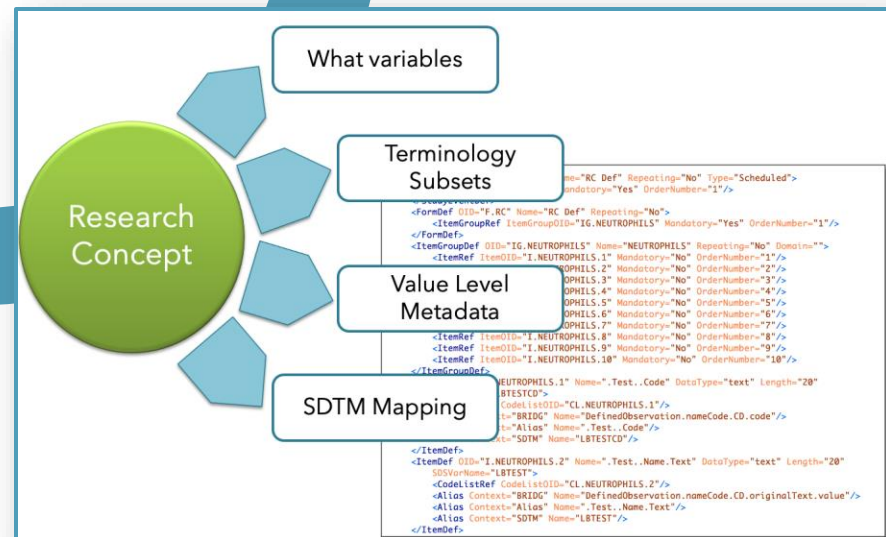 What variables
Research
Concept
Terminology
Subsets
Value Level
Metadata
SDTM Mapping
me="RC Def" Repeating="No" Type="Scheduled">
andatory="Yes" OrderNumber="1"/>
<FormDef OID="F.RC" Name="RC Def" Repeating="No">
<ItemGroupRef ItemGroupOID="IG.NEUTROPHILS" Mandatory="Yes" OrderNumber="1"/>
</FormDef>
<ItemGroupDef OID="IG.NEUTROPHILS" Name="NEUTROPHILS" Repeating="No" Domain="">
<ItemRef ItemOID="I.NEUTROPHILS.1" Mandatory="No" OrderNumber="1"/>
OPHILS.2" Mandatory="No" OrderNumber="2"/>
OPHILS.3" Mandatory="No" OrderNumber="3"/>
OPHILS.4" Mandatory="No" OrderNumber="4"/>
OPHILS.5" Mandatory="No" OrderNumber="5"/>
OPHILS.6" Mandatory="No" OrderNumber="6"/>
OPHILS.7" Mandatory="No" OrderNumber="7"/>
<ItemRef ItemOID="I.NEUTROPHILS.8" Mandatory="No" OrderNumber="8"/>
<ItemRef ItemOID="I.NEUTROPHILS.9" Mandatory="No" OrderNumber="9"/>
<ItemRef ItemOID="I.NEUTROPHILS.10" Mandatory="No" OrderNumber="10"/>
</ItemGroupDef>
.NEUTROPHILS.1" Name=".Test..Code" DataType="text" Length="20"
LBTESTCD">
CodeListOID="CL.NEUTROPHILS.1"/>
ext="BRIDG" Name="DefinedObservation.nameCode.CD.code"/>
ext="Alias" Name=".Test..Code"/>
ext="SDTM" Name="LBTESTCD"/>
</ItemDef>
<ItemDef OID="I.NEUTROPHILS.2" Name=".Test..Name.Text" DataType="text" Length="20"
SDSVarName="LBTEST">
<CodeListRef CodeListOID="CL.NEUTROPHILS.2"/>
<Alias Context="BRIDG" Name="DefinedObservation.nameCode.CD.originalText.value"/>
<Alias Context="Alias" Name=".Test..Name.Text"/>
<Alias Context="SDTM" Name="LBTEST"/>
</ItemDef>